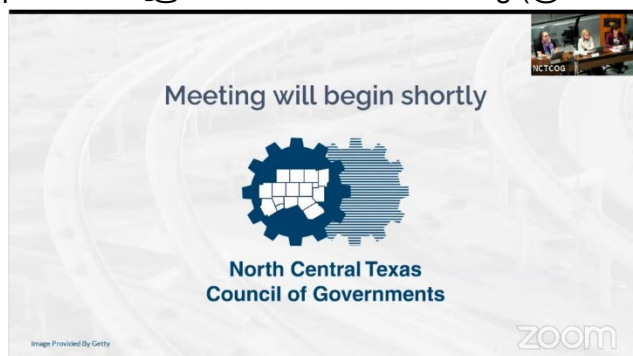 NCTCOG
Meeting will begin shortly
North Central Texas
Council of Governments
Image Provided By Getty
zoom